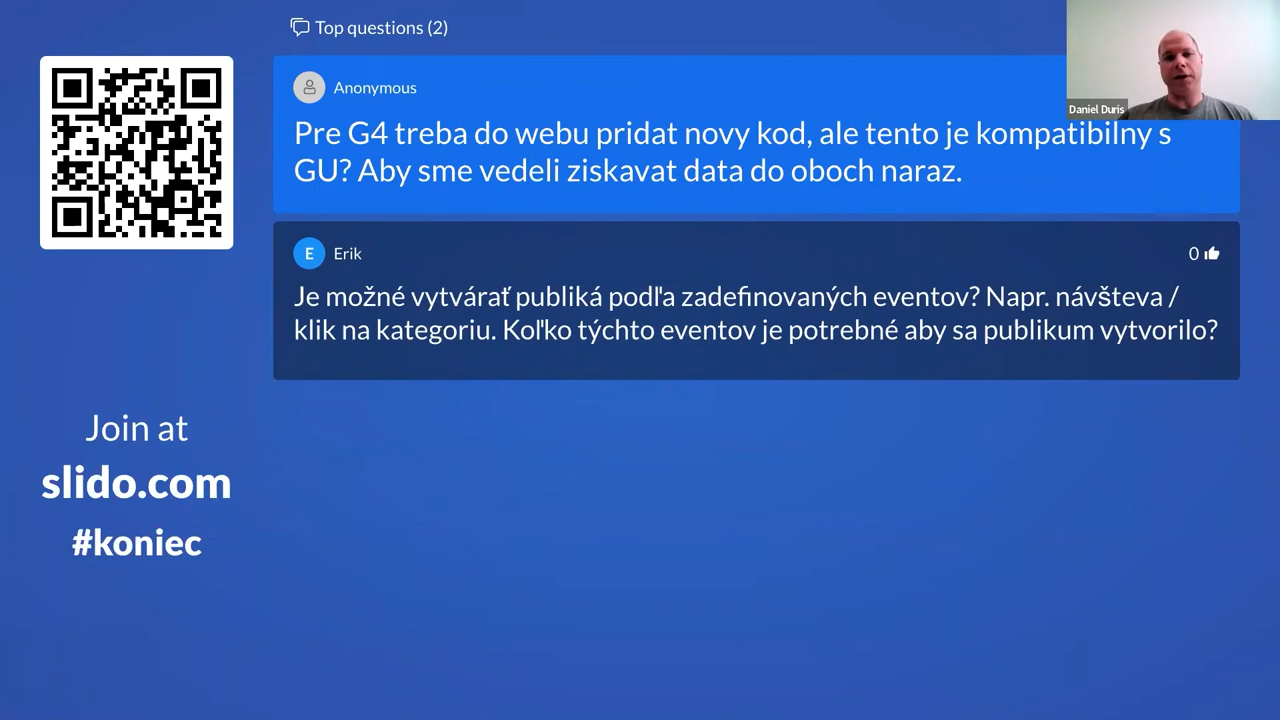 Top questions (2)
Daniel Duris
Anonymous
Pre G4 treba do webu pridat novy kod, ale tento je kompatibilny s
GU? Aby sme vedeli ziskavat data do oboch naraz.
E
Erik
0
Je možné vytvárať publiká podľa zadefinovaných eventov? Napr. návšteva /
klik na kategoriu. Koľko týchto eventov je potrebné aby sa publikum vytvorilo?
Join at
slido.com
#koniec